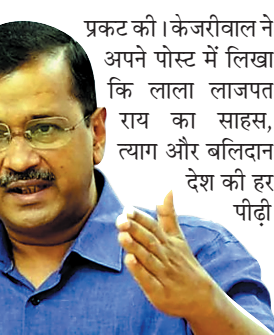 प्रकट की। केजरीवाल ने
अपने पोस्ट में लिखा
कि लाला लाजपत
राय का साहस,
त्याग और बलिदान
देश की हर
पीढ़ी